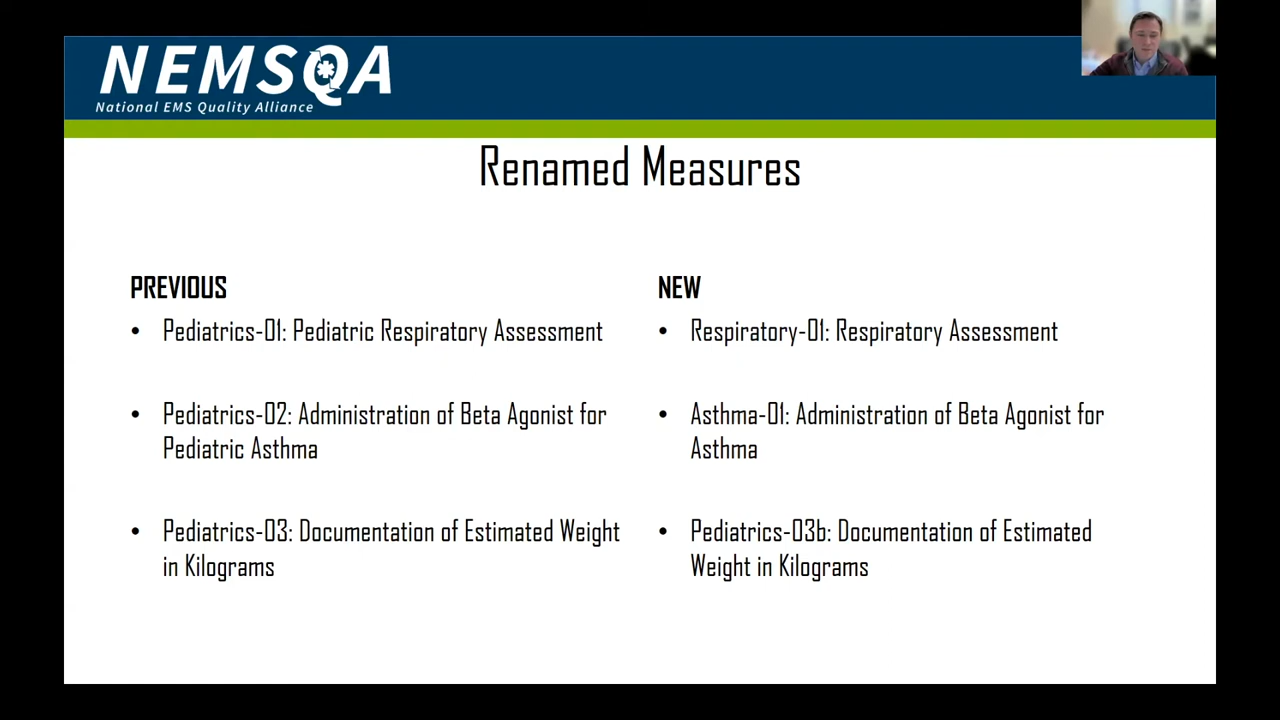 NEMSQA
National EMS Quality Alliance
Renamed Measures
PREVIOUS
• Pediatrics-01: Pediatric Respiratory Assessment
• Pediatrics-02: Administration of Beta Agonist for
Pediatric Asthma
• Pediatrics-03: Documentation of Estimated Weight
in Kilograms
NEW
• Respiratory-01: Respiratory Assessment
• Asthma-01: Administration of Beta Agonist for
Asthma
• Pediatrics-03b: Documentation of Estimated
Weight in Kilograms